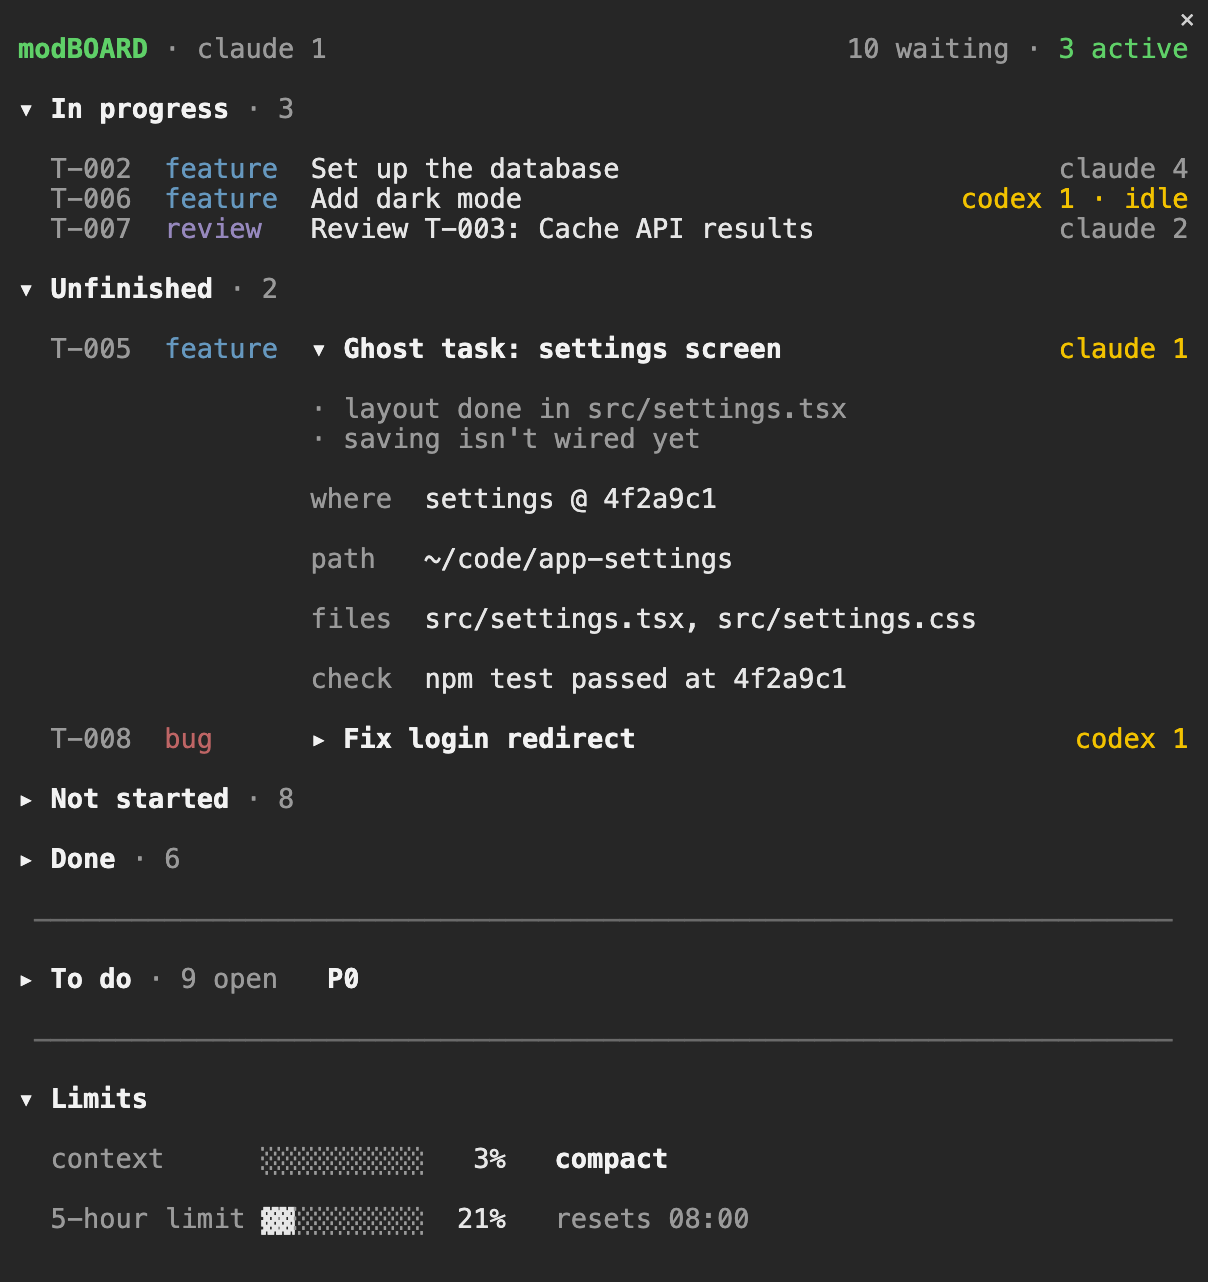 ×
modBOARD · claude 1 10 waiting · 3 active
▼ In progress · 3
T-002 feature Set up the database claude 4
T-006 feature Add dark mode codex 1 · idle
T-007 review Review T-003: Cache API results claude 2
▼ Unfinished · 2
T-005 feature ▼ Ghost task: settings screen claude 1
· layout done in src/settings.tsx
· saving isn't wired yet
where settings @ 4f2a9c1
path ~/code/app-settings
files src/settings.tsx, src/settings.css
check npm test passed at 4f2a9c1
T-008 bug ▶ Fix login redirect codex 1
▶ Not started · 8
▶ Done · 6
▶ To do · 9 open P0
▼ Limits
context 3% compact
5-hour limit 21% resets 08:00